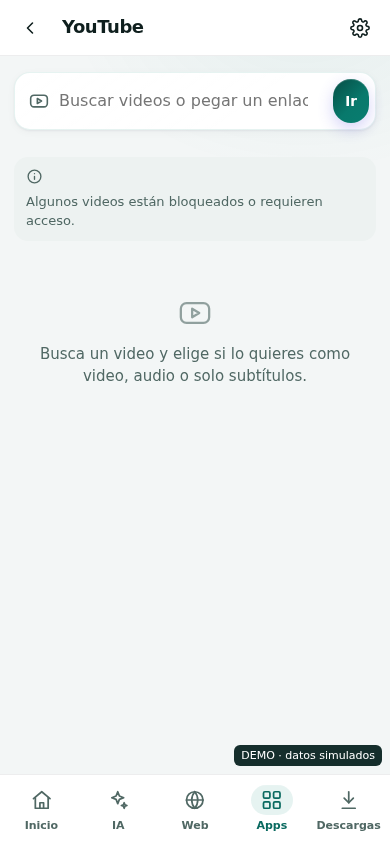 YouTube
Buscar videos o pegar un enlac
Ir
Algunos videos están bloqueados o requieren
acceso.
Busca un video y elige si lo quieres como
video, audio o solo subtítulos.
DEMO · datos simulados
Inicio
IA
Web
Apps
Descargas